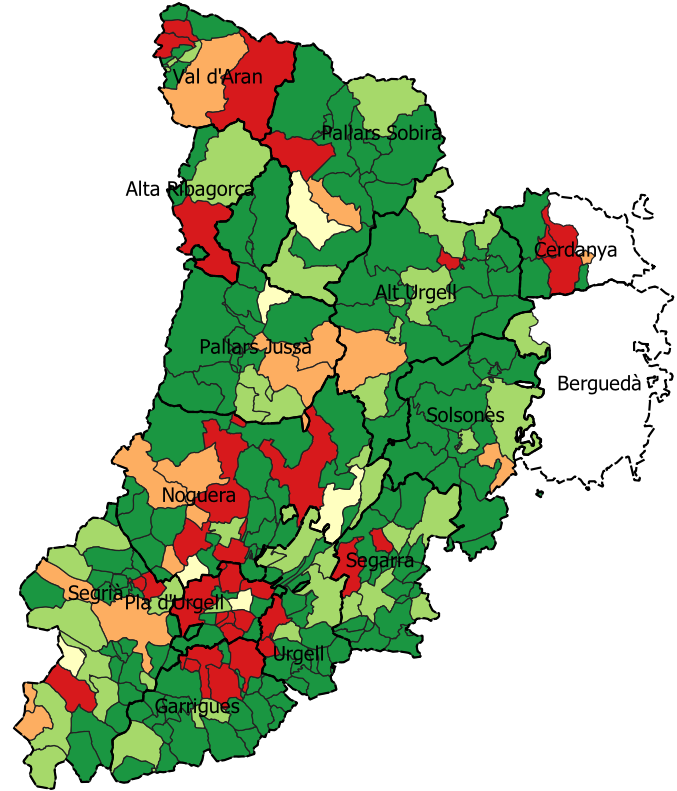 Val d'Aran
Pallars Sobirà
Alta Ribagorça
Cerdanya
Alt Urgell
Pallars Jussà
Berguedà
Solsonès
Noguera
Segarra
Segrià
Pla d'Urgell
Urgell
Garrigues